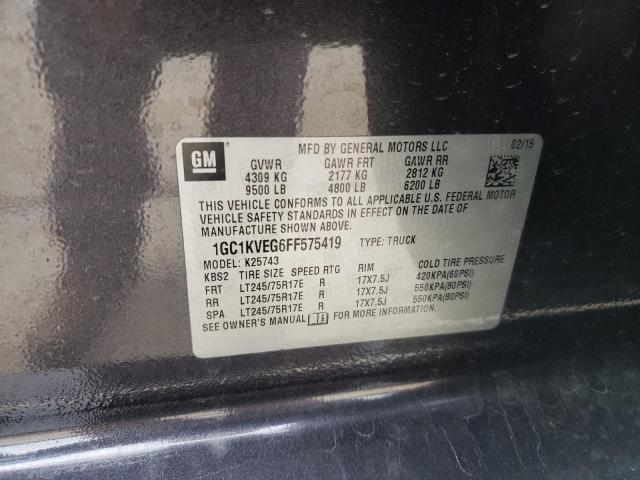 MFD BY GENERAL MOTORS LLC 02/15
GM
GVWR GAWR FRT GAWR RR
4309 KG 2177 KG 2812 KG
9500 LB 4800 LB 6200 LB
THIS VEHICLE CONFORMS TO ALL APPLICABLE U.S. FEDERAL MOTOR
VEHICLE SAFETY STANDARDS IN EFFECT ON THE DATE OF
MANUFACTURE SHOWN ABOVE.
1GC1KVEG6FF575419 TYPE: TRUCK
MODEL: K25743
KBS2 TIRE SIZE SPEED RTG RIM COLD TIRE PRESSURE
FRT LT245/75R17E R 17X7.5J 420KPA(60PSI)
RR LT245/75R17E R 17X7.5J 550KPA(80PSI)
SPA LT245/75R17E R 17X7.5J 550KPA(80PSI)
SEE OWNER'S MANUAL FOR MORE INFORMATION.